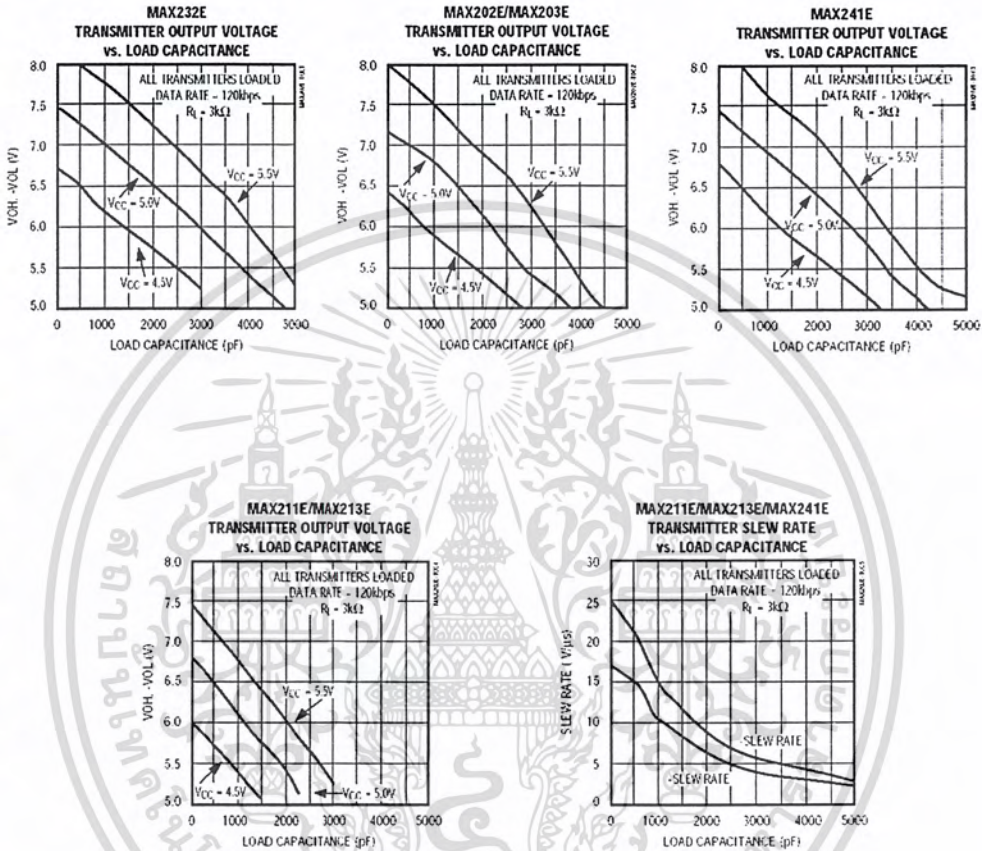 MAX232E
TRANSMITTER OUTPUT VOLTAGE
vs. LOAD CAPACITANCE
8.0
7.5
7.0
6.5
6.0
5.5
5.0
VOH, -VOL (V)
ALL TRANSMITTERS LOADED
DATA RATE = 120kbps
RL = 3kΩ
VCC = 5.5V
VCC = 5.0V
VCC = 4.5V
0 1000 2000 3000 4000 5000
LOAD CAPACITANCE (pF)
MAX202E/MAX203E
TRANSMITTER OUTPUT VOLTAGE
vs. LOAD CAPACITANCE
8.0
7.5
7.0
6.5
6.0
5.5
5.0
VOH, -VOL (V)
ALL TRANSMITTERS LOADED
DATA RATE = 120kbps
RL = 3kΩ
VCC = 5.5V
VCC = 5.0V
VCC = 4.5V
0 1000 2000 3000 4000 5000
LOAD CAPACITANCE (pF)
MAX241E
TRANSMITTER OUTPUT VOLTAGE
vs. LOAD CAPACITANCE
8.0
7.5
7.0
6.5
6.0
5.5
5.0
VOH, -VOL (V)
ALL TRANSMITTERS LOADED
DATA RATE = 120kbps
RL = 3kΩ
VCC = 5.5V
VCC = 5.0V
VCC = 4.5V
0 1000 2000 3000 4000 5000
LOAD CAPACITANCE (pF)
MAX211E/MAX213E
TRANSMITTER OUTPUT VOLTAGE
vs. LOAD CAPACITANCE
8.0
7.5
7.0
6.5
6.0
5.5
5.0
VOH, -VOL (V)
ALL TRANSMITTERS LOADED
DATA RATE = 120kbps
RL = 3kΩ
VCC = 5.5V
VCC = 4.5V
VCC = 5.0V
0 1000 2000 3000 4000 5000
LOAD CAPACITANCE (pF)
MAX211E/MAX213E/MAX241E
TRANSMITTER SLEW RATE
vs. LOAD CAPACITANCE
30
25
20
15
10
5
0
SLEW RATE (V/µs)
ALL TRANSMITTERS LOADED
DATA RATE = 120kbps
RL = 3kΩ
SLEW RATE
-SLEW RATE
0 1000 2000 3000 4000 5000
LOAD CAPACITANCE (pF)